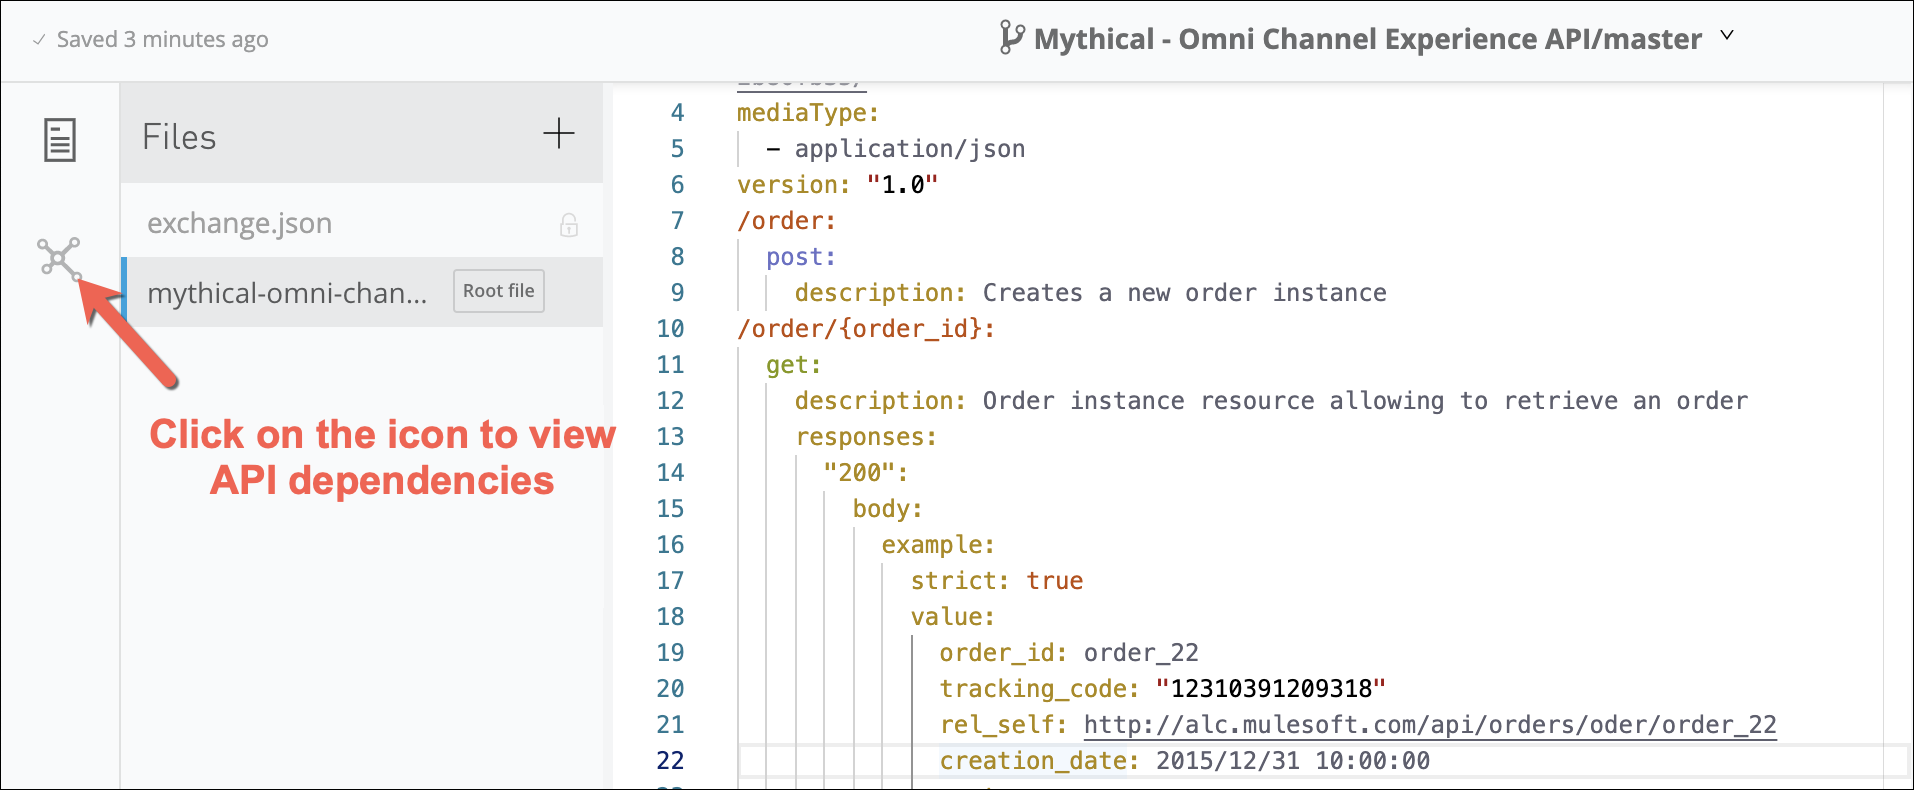 Saved 3 minutes ago
Mythical - Omni Channel Experience API/master
Files
exchange.json
mythical-omni-chan... Root file
Click on the icon to view
API dependencies
4 mediaType:
5 - application/json
6 version: "1.0"
7 /order:
8 post:
9 description: Creates a new order instance
10 /order/{order_id}:
11 get:
12 description: Order instance resource allowing to retrieve an order
13 responses:
14 "200":
15 body:
16 example:
17 strict: true
18 value:
19 order_id: order_22
20 tracking_code: "12310391209318"
21 rel_self: http://alc.mulesoft.com/api/orders/oder/order_22
22 creation_date: 2015/12/31 10:00:00